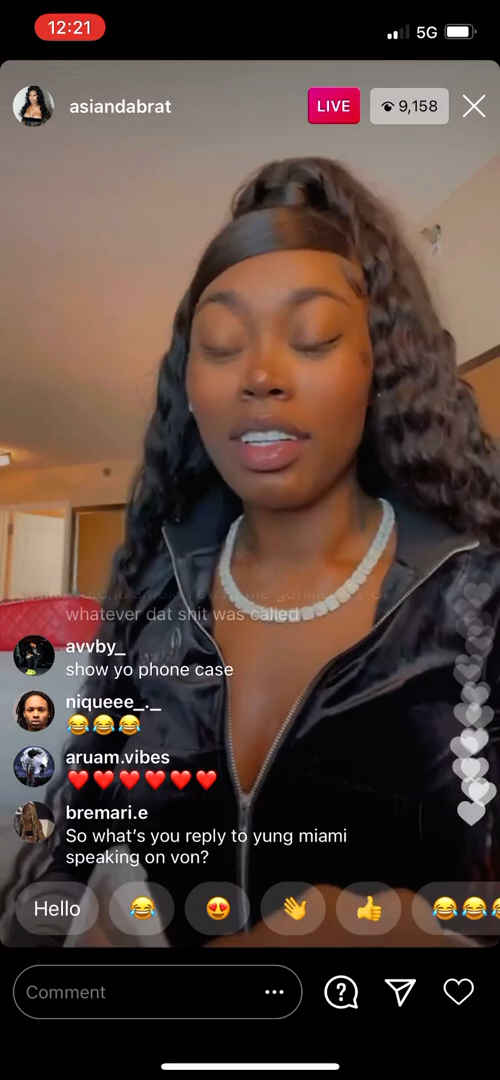 12:21
5G
asiandabrat
LIVE
9,158
whatever dat shit was called
avvby_
show yo phone case
niqueee_._
😂😂😂
aruam.vibes
❤️❤️❤️❤️❤️❤️
bremari.e
So what's you reply to yung miami
speaking on von?
Hello 😂 😍 👋 👍 😂😂😂
Comment